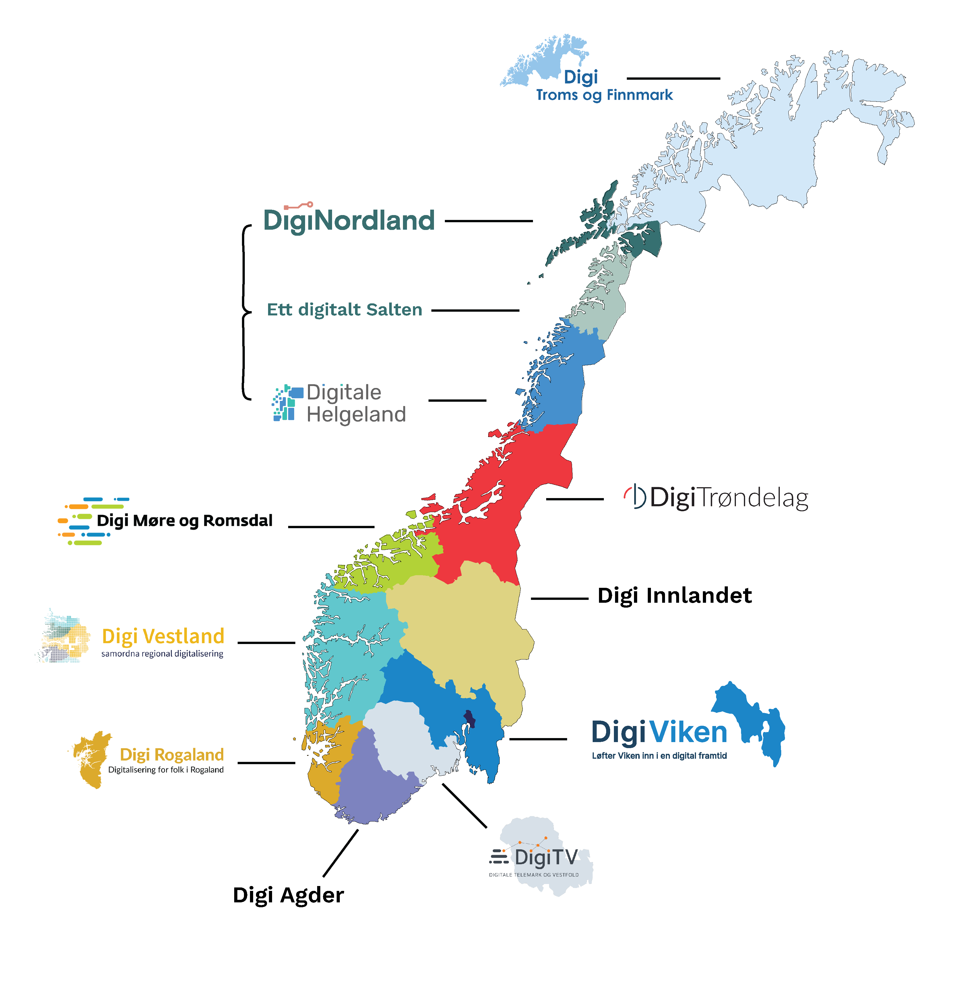 Digi
Troms og Finnmark
DigiNordland
Ett digitalt Salten
Digitale
Helgeland
DigiTrøndelag
Digi Møre og Romsdal
Digi Innlandet
Digi Vestland
samordna regional digitalisering
DigiViken
Løfter Viken inn i en digital framtid
Digi Rogaland
Digitalisering for folk i Rogaland
DigiTV
DIGITALE TELEMARK OG VESTFOLD
Digi Agder